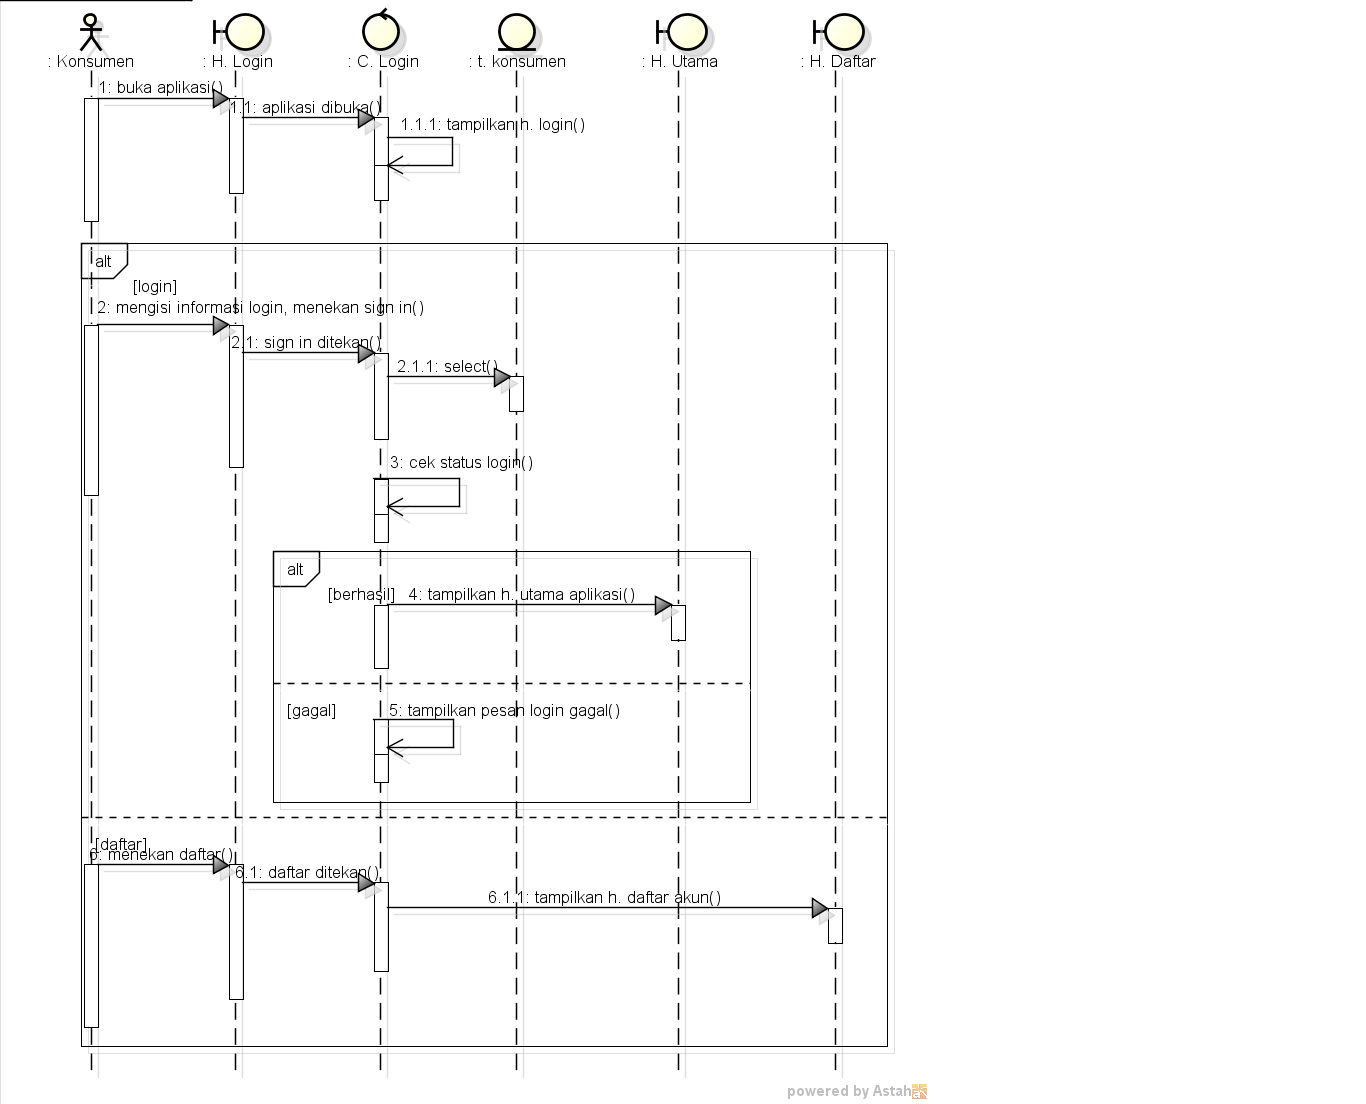 : Konsumen
: H. Login
: C. Login
: t. konsumen
: H. Utama
: H. Daftar
1: buka aplikasi()
1.1: aplikasi dibuka()
1.1.1: tampilkan h. login()
alt
[login]
2: mengisi informasi login, menekan sign in()
2.1: sign in ditekan()
2.1.1: select()
3: cek status login()
alt
[berhasil]
4: tampilkan h. utama aplikasi()
[gagal]
5: tampilkan pesan login gagal()
[daftar]
6: menekan daftar()
6.1: daftar ditekan()
6.1.1: tampilkan h. daftar akun()
powered by Astah